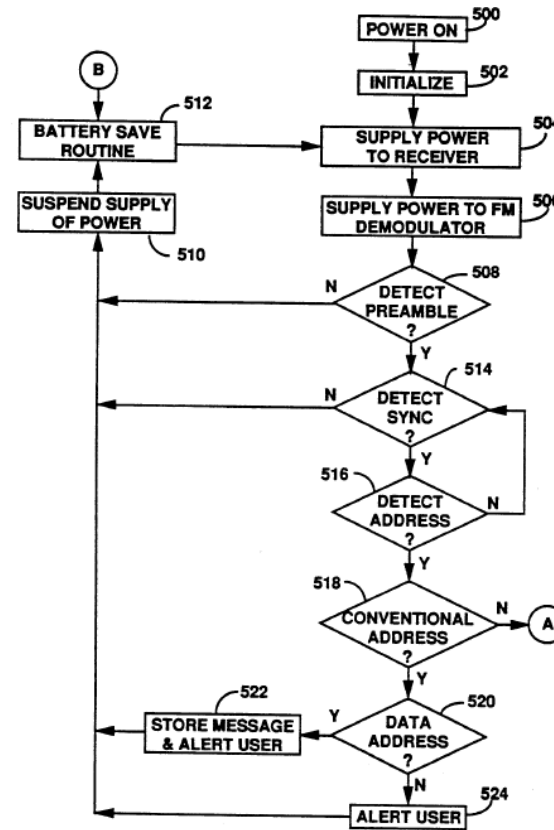 500
POWER ON
502
INITIALIZE
B
512
BATTERY SAVE
ROUTINE
504
SUPPLY POWER
TO RECEIVER
SUSPEND SUPPLY
OF POWER
510
SUPPLY POWER TO FM
DEMODULATOR
N
508
DETECT
PREAMBLE
?
Y
N
514
DETECT
SYNC
?
Y
516
DETECT
ADDRESS
?
N
Y
518
CONVENTIONAL
ADDRESS
?
N
A
Y
522
STORE MESSAGE
& ALERT USER
Y
520
DATA
ADDRESS
?
N
524
ALERT USER